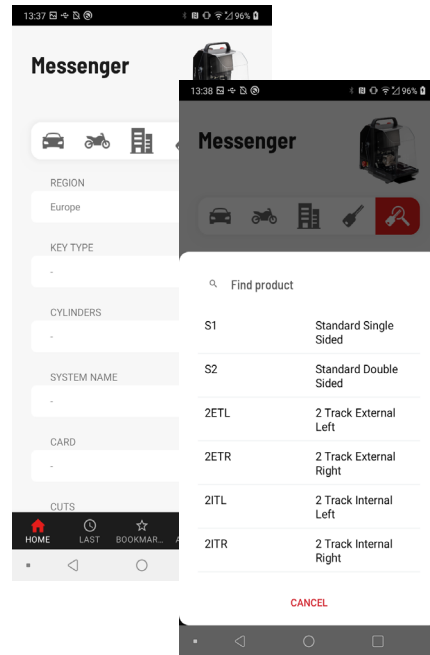 13:37
96%
Messenger
REGION
Europe
KEY TYPE
-
CYLINDERS
-
SYSTEM NAME
-
CARD
-
CUTS
HOME LAST BOOKMAR...
13:38
96%
Messenger
Find product
S1 Standard Single
Sided
S2 Standard Double
Sided
2ETL 2 Track External
Left
2ETR 2 Track External
Right
2ITL 2 Track Internal
Left
2ITR 2 Track Internal
Right
CANCEL